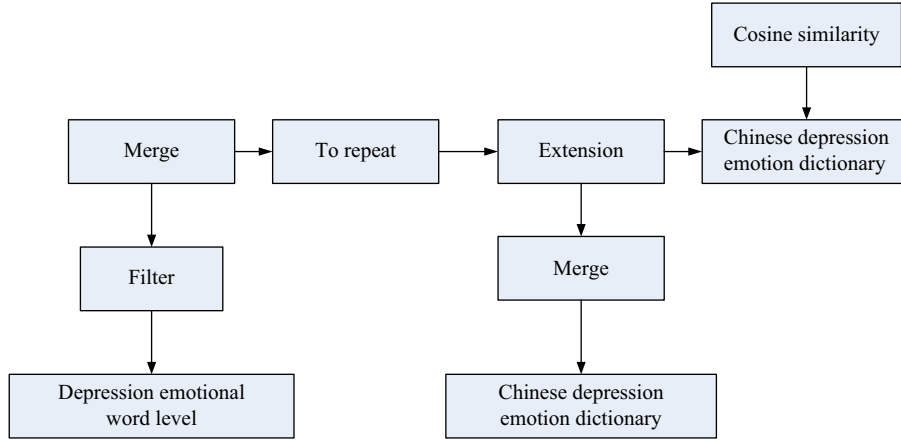 Cosine similarity
Merge
To repeat
Extension
Chinese depression
emotion dictionary
Filter
Merge
Depression emotional
word level
Chinese depression
emotion dictionary